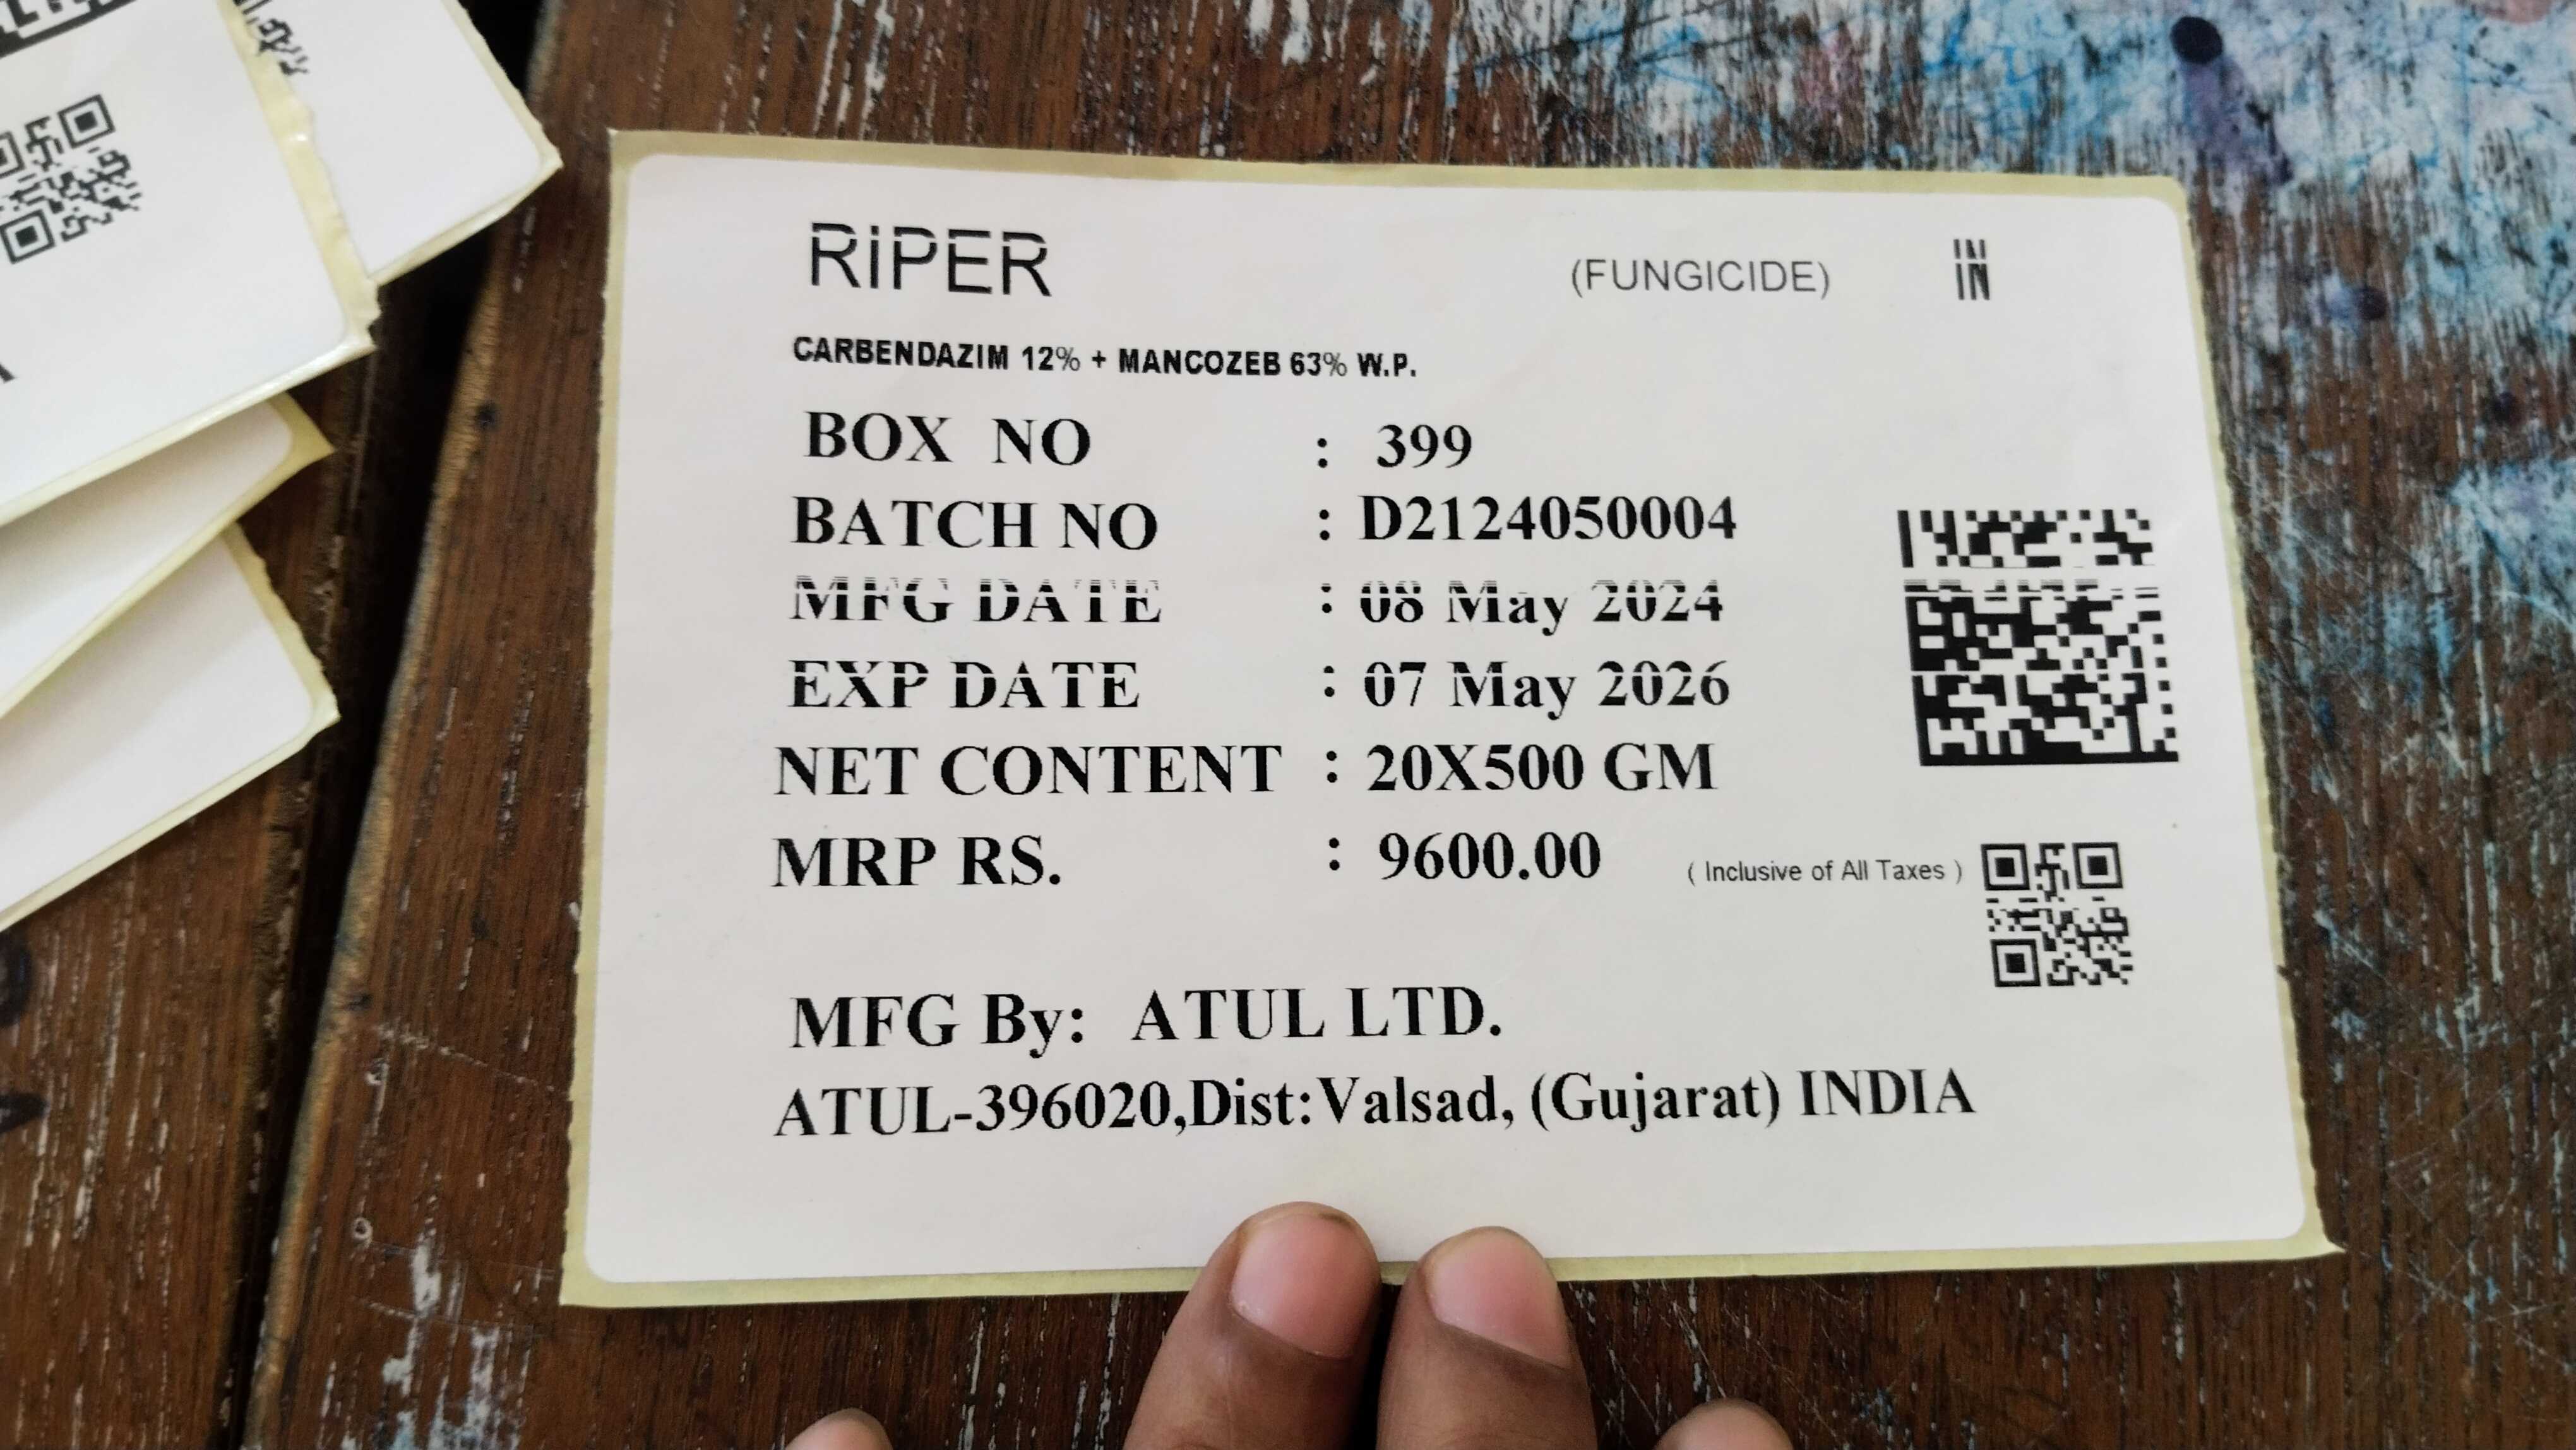 RiPER (FUNGICIDE) IN
CARBENDAZIM 12% + MANCOZEB 63% W.P.
BOX NO : 399
BATCH NO : D2124050004
MFG DATE : 08 May 2024
EXP DATE : 07 May 2026
NET CONTENT : 20X500 GM
MRP RS. : 9600.00 ( Inclusive of All Taxes )
MFG By: ATUL LTD.
ATUL-396020,Dist:Valsad, (Gujarat) INDIA